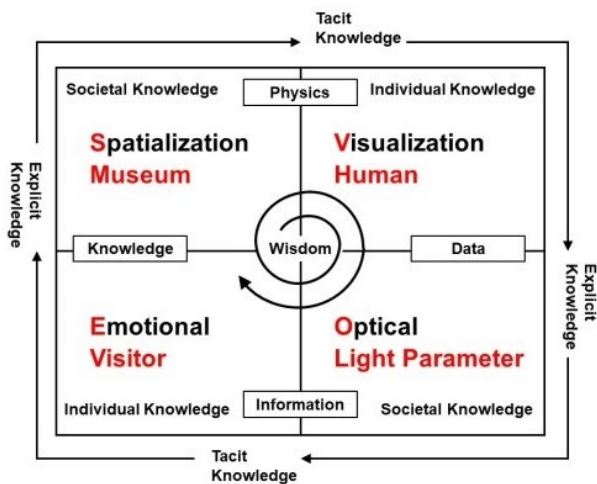 Tacit
Knowledge
Societal Knowledge
Physics
Individual Knowledge
Spatialization
Museum
Visualization
Human
Explicit
Knowledge
Knowledge
Wisdom
Data
Explicit
Knowledge
Emotional
Visitor
Optical
Light Parameter
Individual Knowledge
Information
Societal Knowledge
Tacit
Knowledge